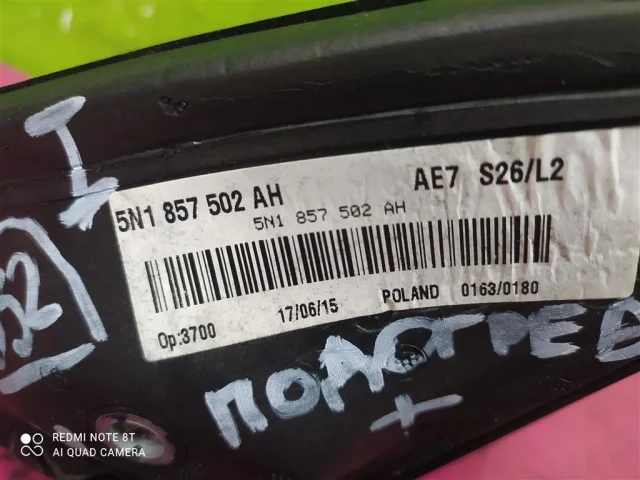 I
5N1 857 502 AH AE7 S26/L2
5N1 857 502 AH
Op:3700 17/06/15 POLAND 0163/0180
ПОДОГРЕВ
+
REDMI NOTE 8T
AI QUAD CAMERA